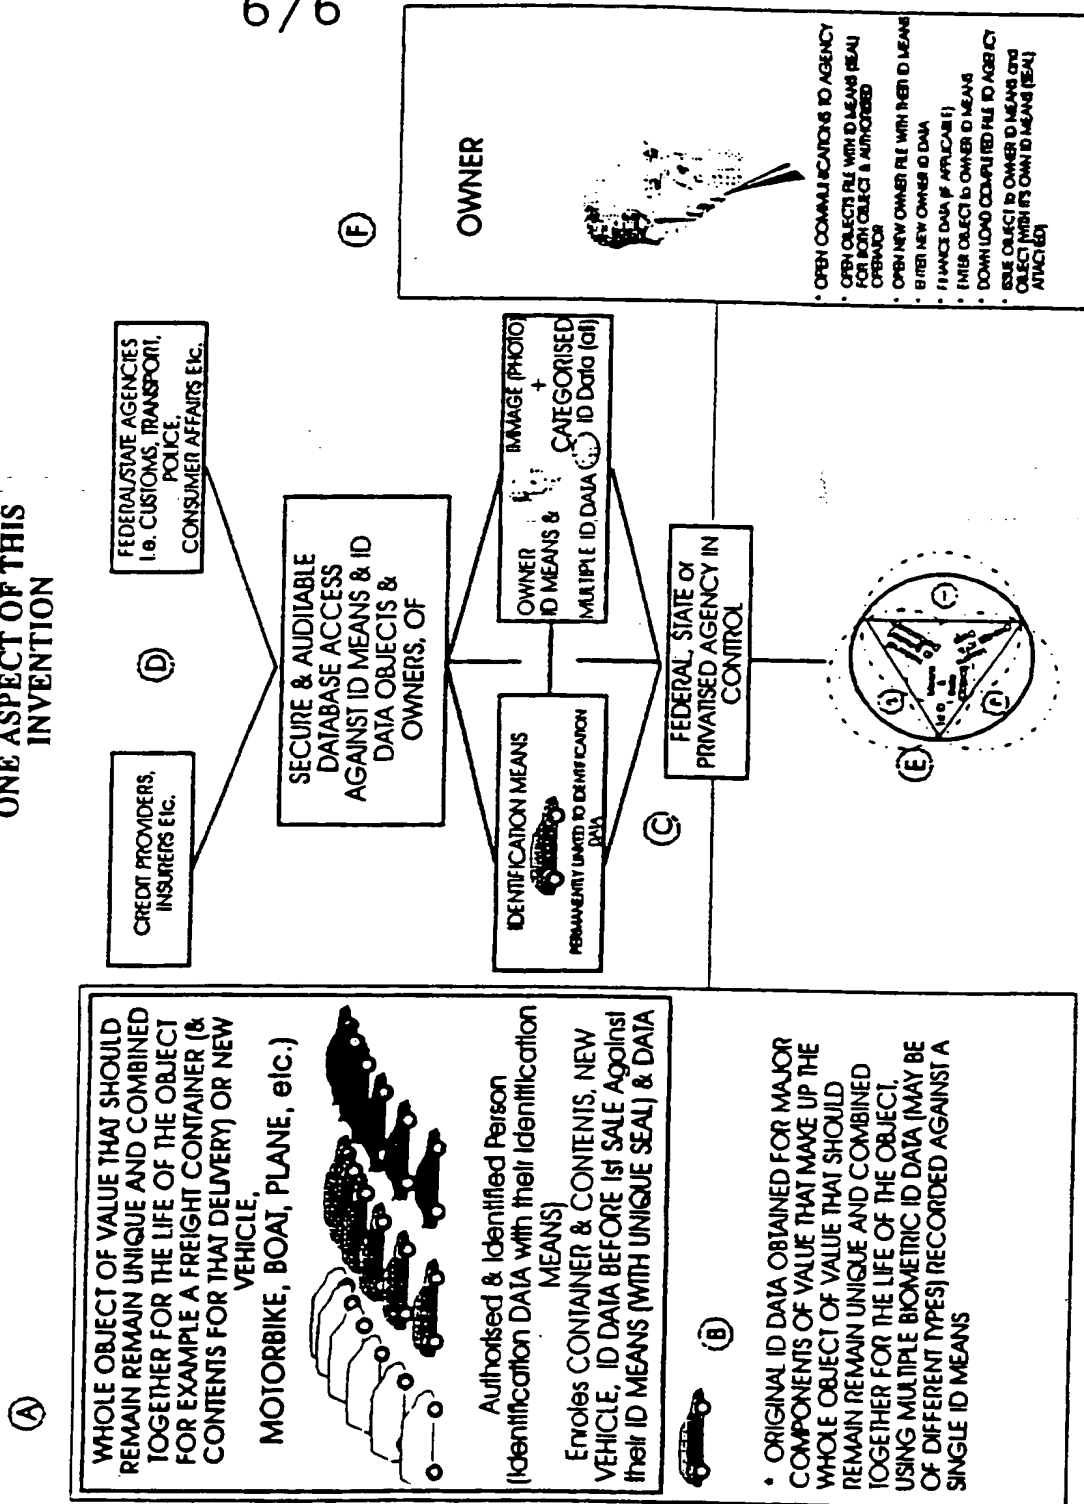 6/6
ONE ASPECT OF THIS
INVENTION
(A)
WHOLE OBJECT OF VALUE THAT SHOULD
REMAIN REMAIN UNIQUE AND COMBINED
TOGETHER FOR THE LIFE OF THE OBJECT
FOR EXAMPLE A FREIGHT CONTAINER (&
CONTENTS FOR THAT DELIVERY) OR NEW
VEHICLE,
MOTORBIKE, BOAT, PLANE, etc.)
Authorised & Identified Person
(Identification DATA with their Identification
MEANS)
Enroles CONTAINER & CONTENTS, NEW
VEHICLE, ID DATA BEFORE 1st SALE Against
their ID MEANS (WITH UNIQUE SEAL) & DATA
(B)
* ORIGINAL ID DATA OBTAINED FOR MAJOR
COMPONENTS OF VALUE THAT MAKE UP THE
WHOLE OBJECT OF VALUE THAT SHOULD
REMAIN REMAIN UNIQUE AND COMBINED
TOGETHER FOR THE LIFE OF THE OBJECT,
USING MULTIPLE BIOMETRIC ID DATA (MAY BE
OF DIFFERENT TYPES) RECORDED AGAINST A
SINGLE ID MEANS
CREDIT PROVIDERS,
INSURERS Etc.
(D)
FEDERAL/STATE AGENCIES
i.e. CUSTOMS, TRANSPORT,
POLICE,
CONSUMER AFFAIRS Etc.
SECURE & AUDITABLE
DATABASE ACCESS
AGAINST ID MEANS & ID
DATA OBJECTS &
OWNERS, OF
IDENTIFICATION MEANS
PERMANENTLY LINKED TO IDENTIFICATION
DATA
OWNER
ID MEANS &
MULTIPLE ID DATA
IMMAGE (PHOTO)
+
CATEGORISED
ID Data (all)
(C)
FEDERAL, STATE or
PRIVATISED AGENCY IN
CONTROL
(E)
(F)
OWNER
* OPEN COMMUNICATIONS TO AGENCY
* OPEN OBJECTS FILE WITH ID MEANS (SEAL)
FOR BOTH OBJECT & AUTHORISED
OPERATOR
* OPEN NEW OWNER FILE WITH THEIR ID MEANS
* ENTER NEW OWNER ID DATA
* FINANCE DATA (IF APPLICABLE)
* ENTER OBJECT to OWNER ID MEANS
* DOWN LOAD COMPLETED FILE TO AGENCY
* ISSUE OBJECT to OWNER ID MEANS and
OBJECT (WITH IT'S OWN ID MEANS (SEAL)
ATTACHED)